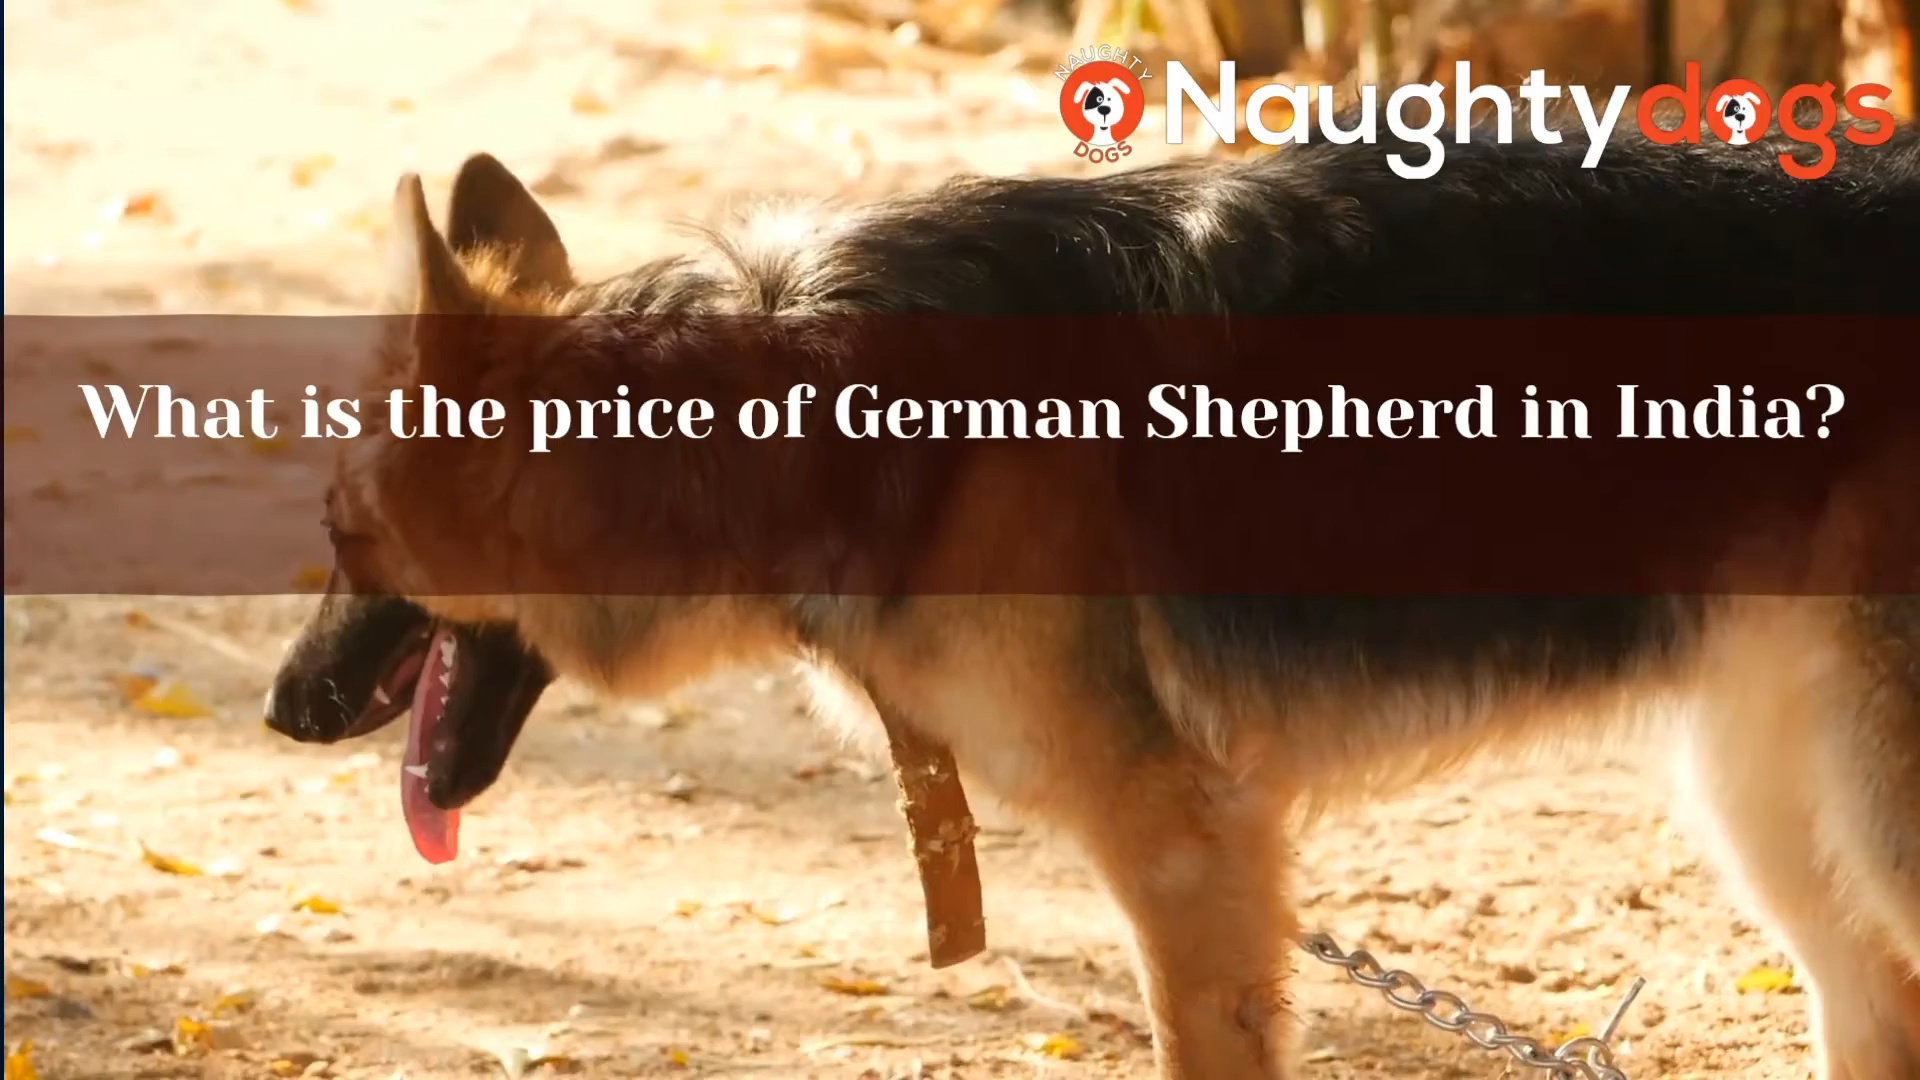 NAUGHTY
DOGS
Naughtydogs
What is the price of German Shepherd in India?